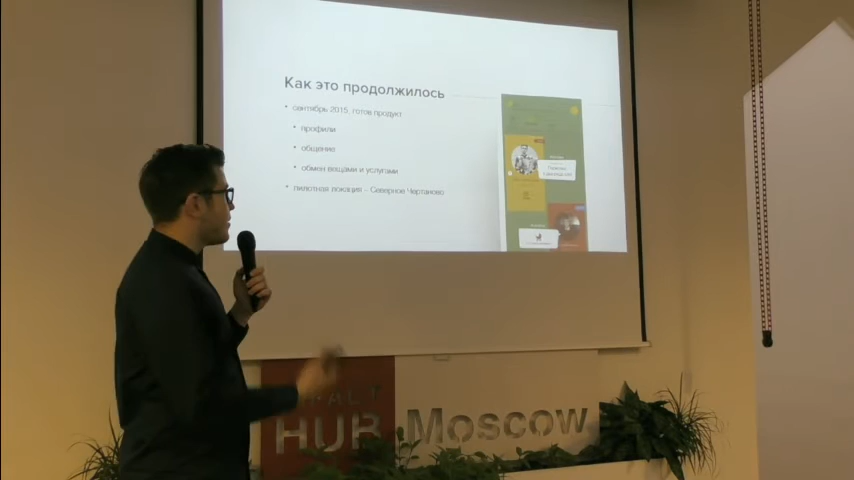 Как это продолжилось
• сентябрь 2015, готов продукт
• профили
• общение
• обмен вещами и услугами
• пилотная локация – Северное Чертаново
HUB Moscow